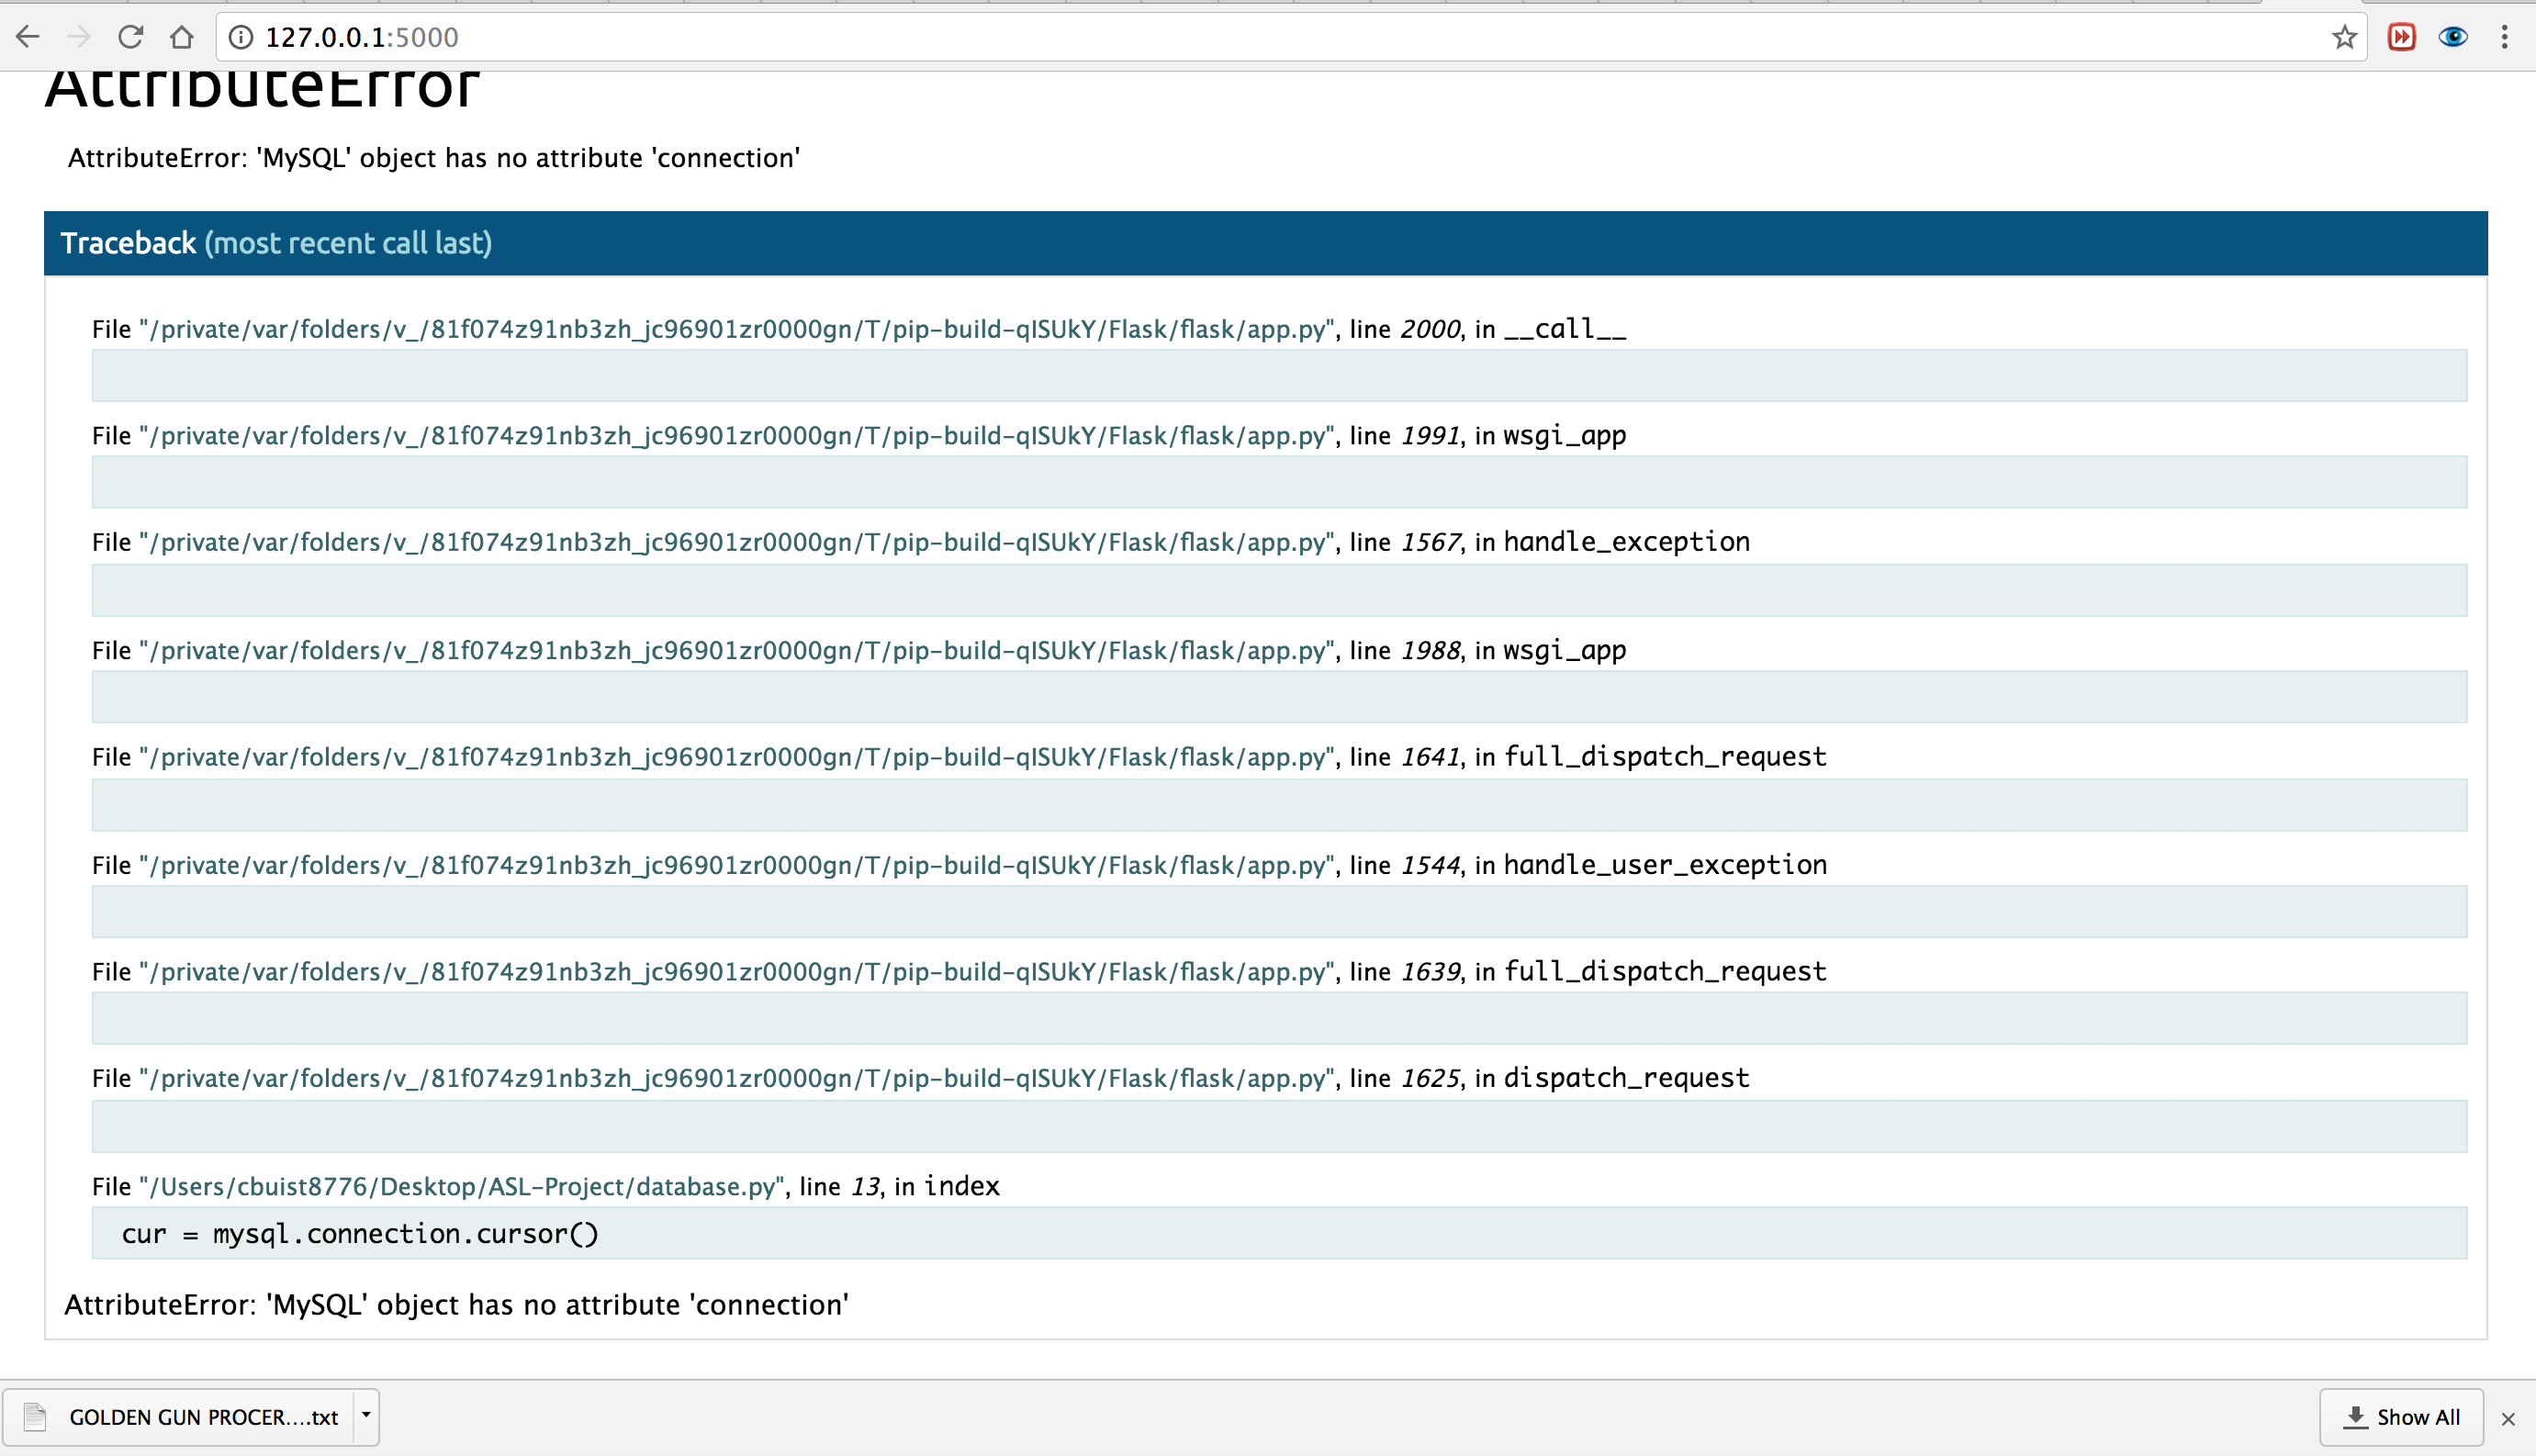 127.0.0.1:5000
AttributeError
AttributeError: 'MySQL' object has no attribute 'connection'
Traceback (most recent call last)
File "/private/var/folders/v_/81f074z91nb3zh_jc96901zr0000gn/T/pip-build-qISUkY/Flask/flask/app.py", line 2000, in __call__
File "/private/var/folders/v_/81f074z91nb3zh_jc96901zr0000gn/T/pip-build-qISUkY/Flask/flask/app.py", line 1991, in wsgi_app
File "/private/var/folders/v_/81f074z91nb3zh_jc96901zr0000gn/T/pip-build-qISUkY/Flask/flask/app.py", line 1567, in handle_exception
File "/private/var/folders/v_/81f074z91nb3zh_jc96901zr0000gn/T/pip-build-qISUkY/Flask/flask/app.py", line 1988, in wsgi_app
File "/private/var/folders/v_/81f074z91nb3zh_jc96901zr0000gn/T/pip-build-qISUkY/Flask/flask/app.py", line 1641, in full_dispatch_request
File "/private/var/folders/v_/81f074z91nb3zh_jc96901zr0000gn/T/pip-build-qISUkY/Flask/flask/app.py", line 1544, in handle_user_exception
File "/private/var/folders/v_/81f074z91nb3zh_jc96901zr0000gn/T/pip-build-qISUkY/Flask/flask/app.py", line 1639, in full_dispatch_request
File "/private/var/folders/v_/81f074z91nb3zh_jc96901zr0000gn/T/pip-build-qISUkY/Flask/flask/app.py", line 1625, in dispatch_request
File "/Users/cbuist8776/Desktop/ASL-Project/database.py", line 13, in index
cur = mysql.connection.cursor()
AttributeError: 'MySQL' object has no attribute 'connection'
GOLDEN GUN PROCER....txt
Show All